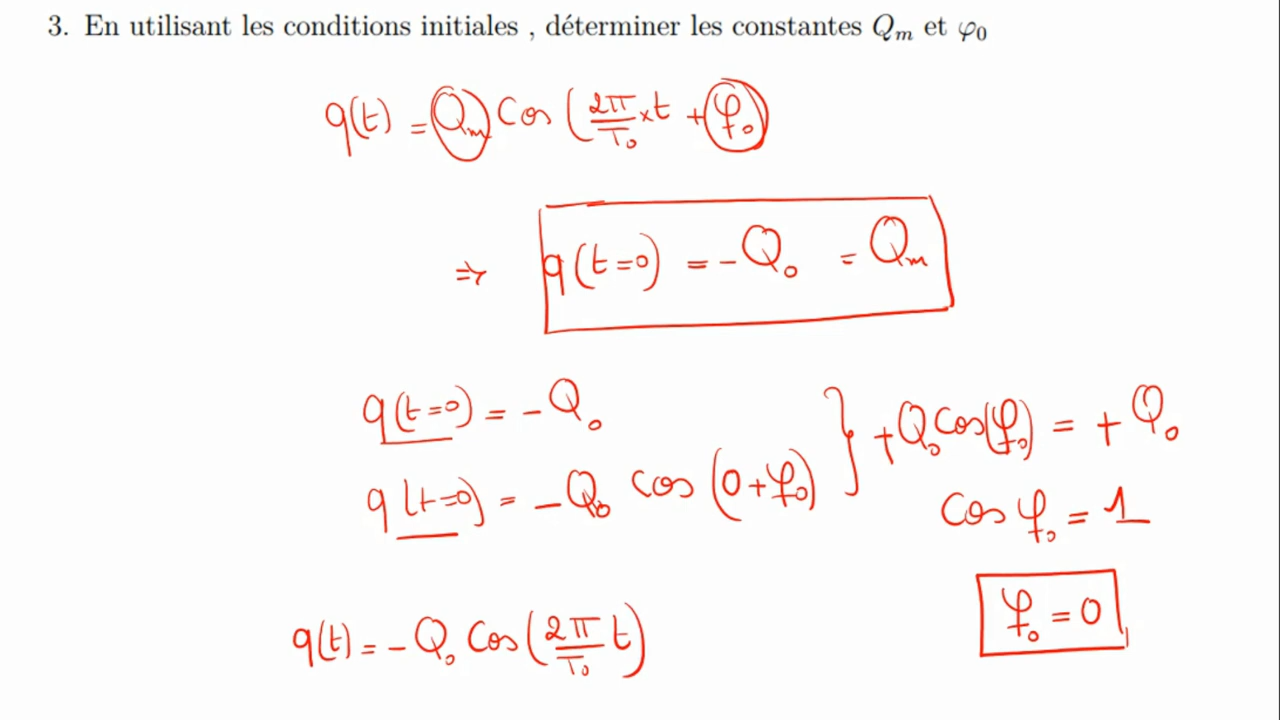 3. En utilisant les conditions initiales , déterminer les constantes Qm et φ0
q(t) = Qm Cos (2π/T0 × t + φ0
⇒ q(t=0) = -Q0 = Qm
q(t=0) = -Q0
q(t=0) = -Q0 cos(0+φ0) } +Q0 Cos(φ0) = +Q0
Cos φ0 = 1
φ0 = 0
q(t) = -Q0 Cos(2π/T0 t)